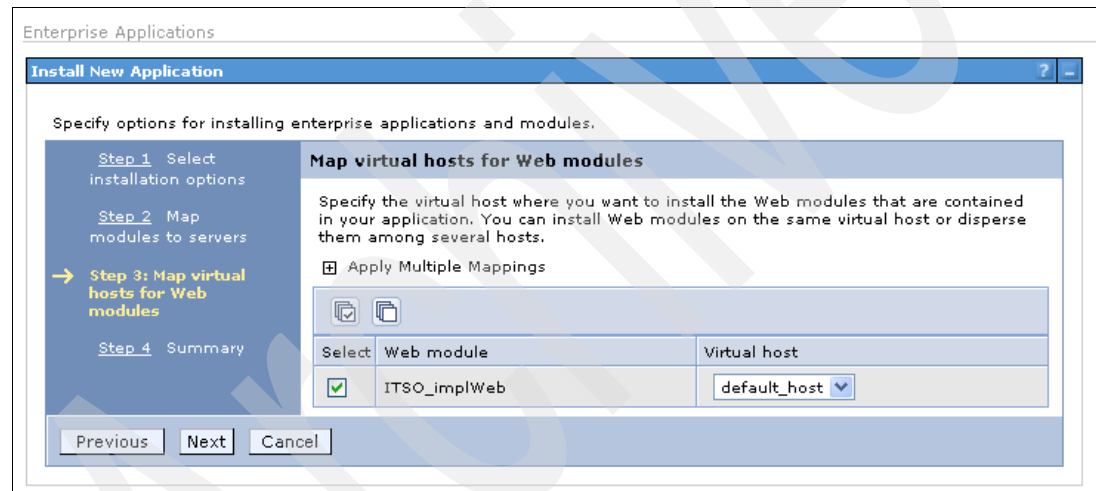 Enterprise Applications
Install New Application
? –
Specify options for installing enterprise applications and modules.
Step 1 Select
installation options
Step 2 Map
modules to servers
Step 3: Map virtual
hosts for Web
modules
Step 4 Summary
Map virtual hosts for Web modules
Specify the virtual host where you want to install the Web modules that are contained
in your application. You can install Web modules on the same virtual host or disperse
them among several hosts.
Apply Multiple Mappings
Select Web module Virtual host
ITSO_implWeb default_host
Previous Next Cancel